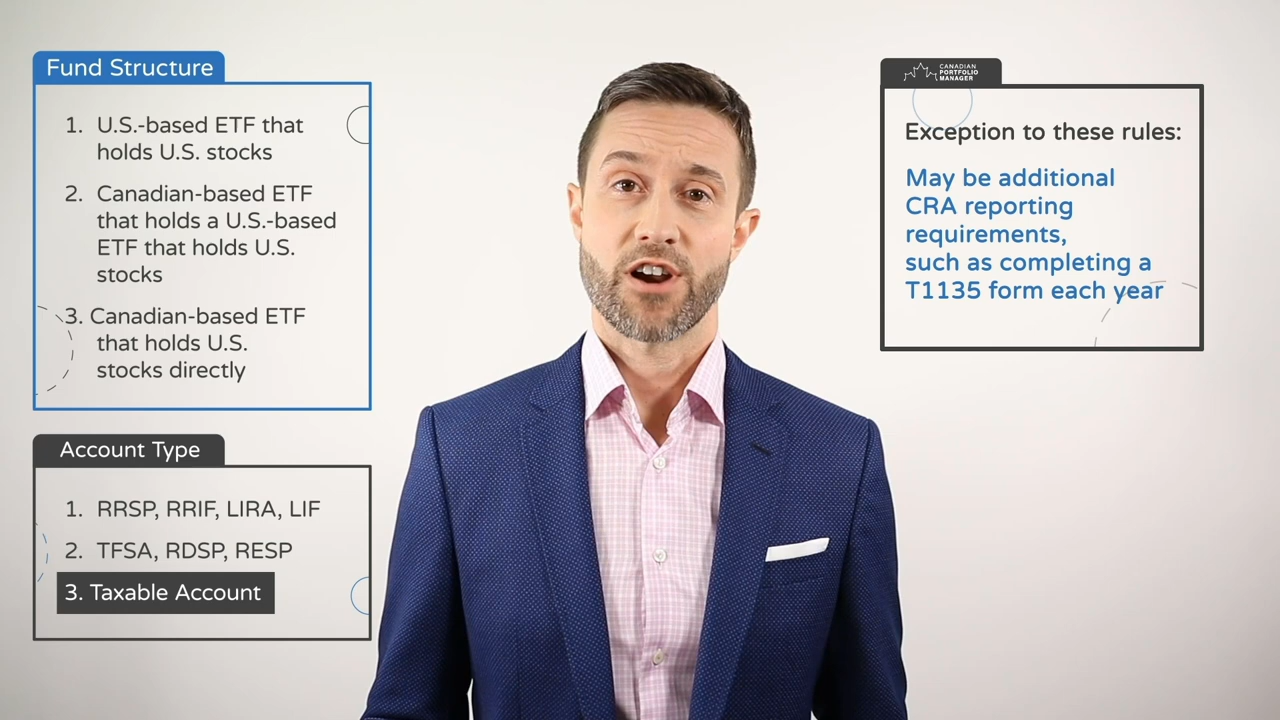 Fund Structure
1. U.S.-based ETF that
holds U.S. stocks
2. Canadian-based ETF
that holds a U.S.-based
ETF that holds U.S.
stocks
3. Canadian-based ETF
that holds U.S.
stocks directly
Account Type
1. RRSP, RRIF, LIRA, LIF
2. TFSA, RDSP, RESP
3. Taxable Account
CANADIAN
PORTFOLIO
MANAGER
Exception to these rules:
May be additional
CRA reporting
requirements,
such as completing a
T1135 form each year